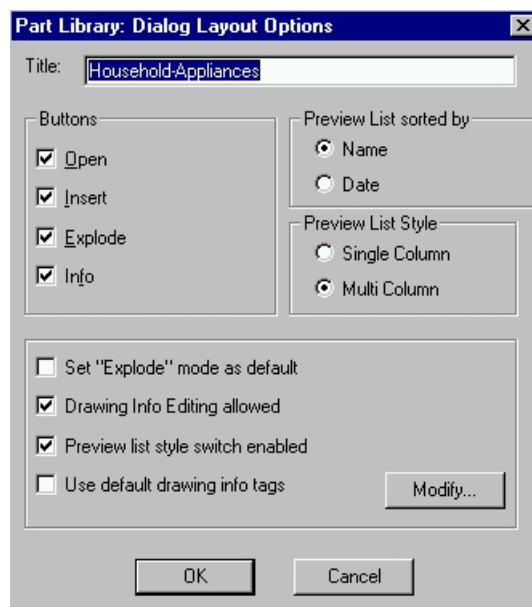 Part Library: Dialog Layout Options
Title: Household-Appliances
Buttons
Open
Insert
Explode
Info
Preview List sorted by
Name
Date
Preview List Style
Single Column
Multi Column
Set "Explode" mode as default
Drawing Info Editing allowed
Preview list style switch enabled
Use default drawing info tags
Modify...
OK Cancel